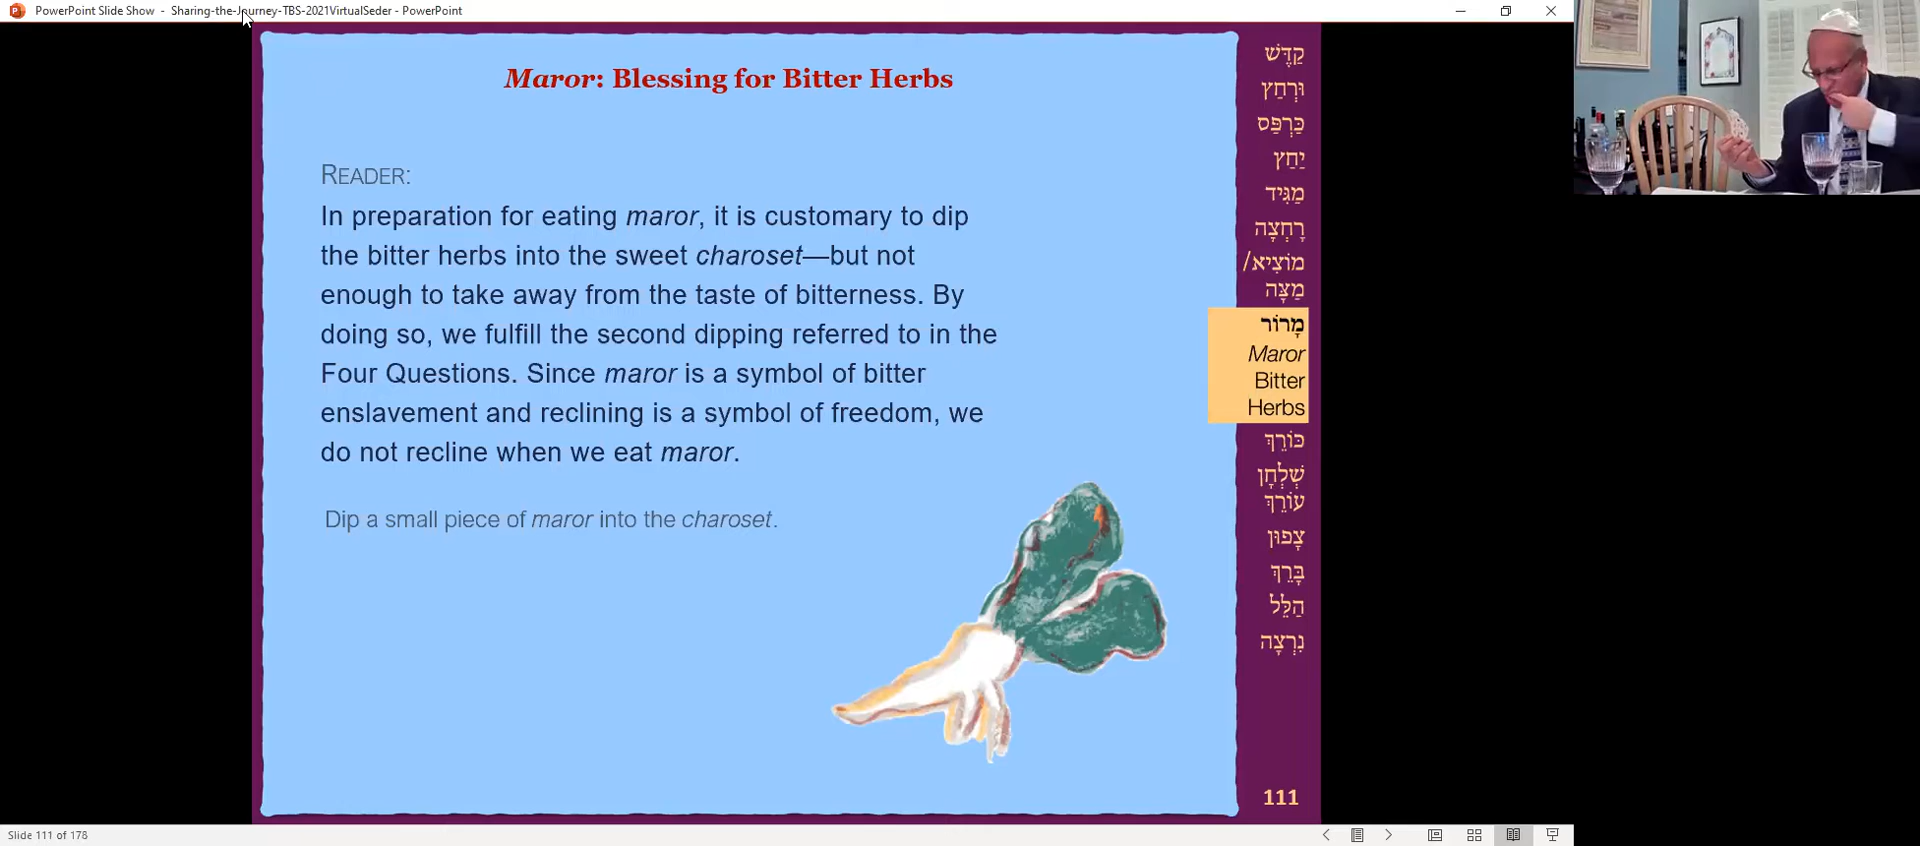 PowerPoint Slide Show - Sharing-the-Journey-TBS-2021VirtualSeder - PowerPoint
Maror: Blessing for Bitter Herbs
READER:
In preparation for eating maror, it is customary to dip
the bitter herbs into the sweet charoset—but not
enough to take away from the taste of bitterness. By
doing so, we fulfill the second dipping referred to in the
Four Questions. Since maror is a symbol of bitter
enslavement and reclining is a symbol of freedom, we
do not recline when we eat maror.
Dip a small piece of maror into the charoset.
קַדֵּשׁ
וּרְחַץ
כַּרְפַּס
יַחַץ
מַגִּיד
רָחְצָה
מוֹצִיא/
מַצָּה
מָרוֹר
Maror
Bitter
Herbs
כּוֹרֵךְ
שֻׁלְחָן
עוֹרֵךְ
צָפוּן
בָּרֵךְ
הַלֵּל
נִרְצָה
111
Slide 111 of 178